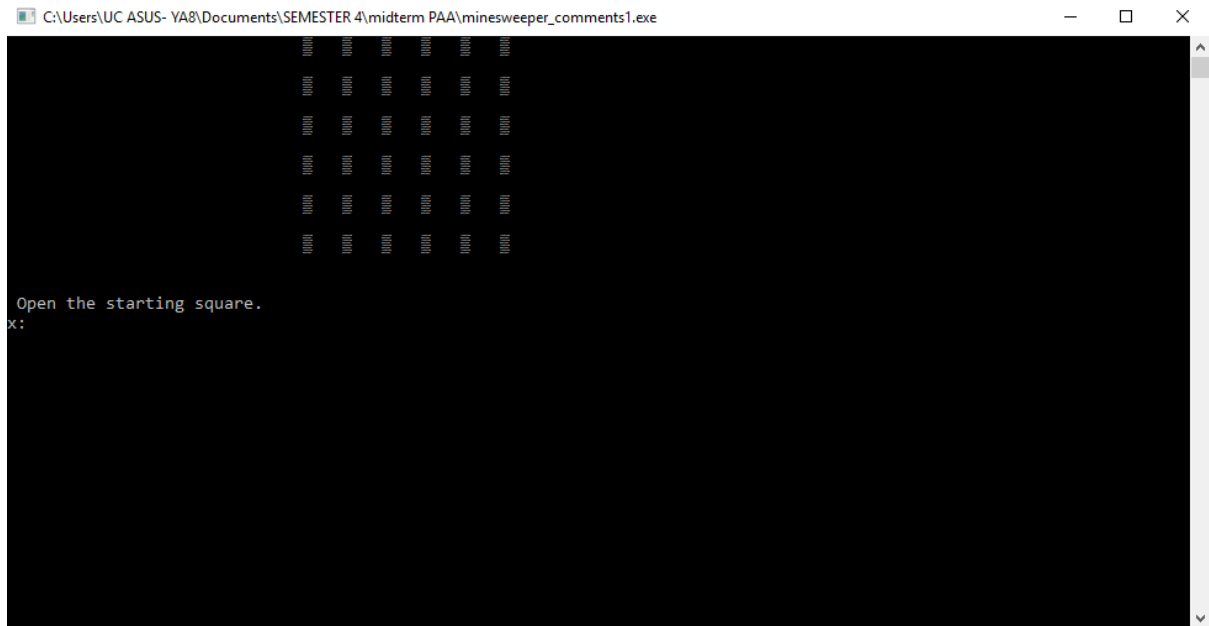 C:\Users\UC ASUS- YA8\Documents\SEMESTER 4\midterm PAA\minesweeper_comments1.exe
Open the starting square.
x: